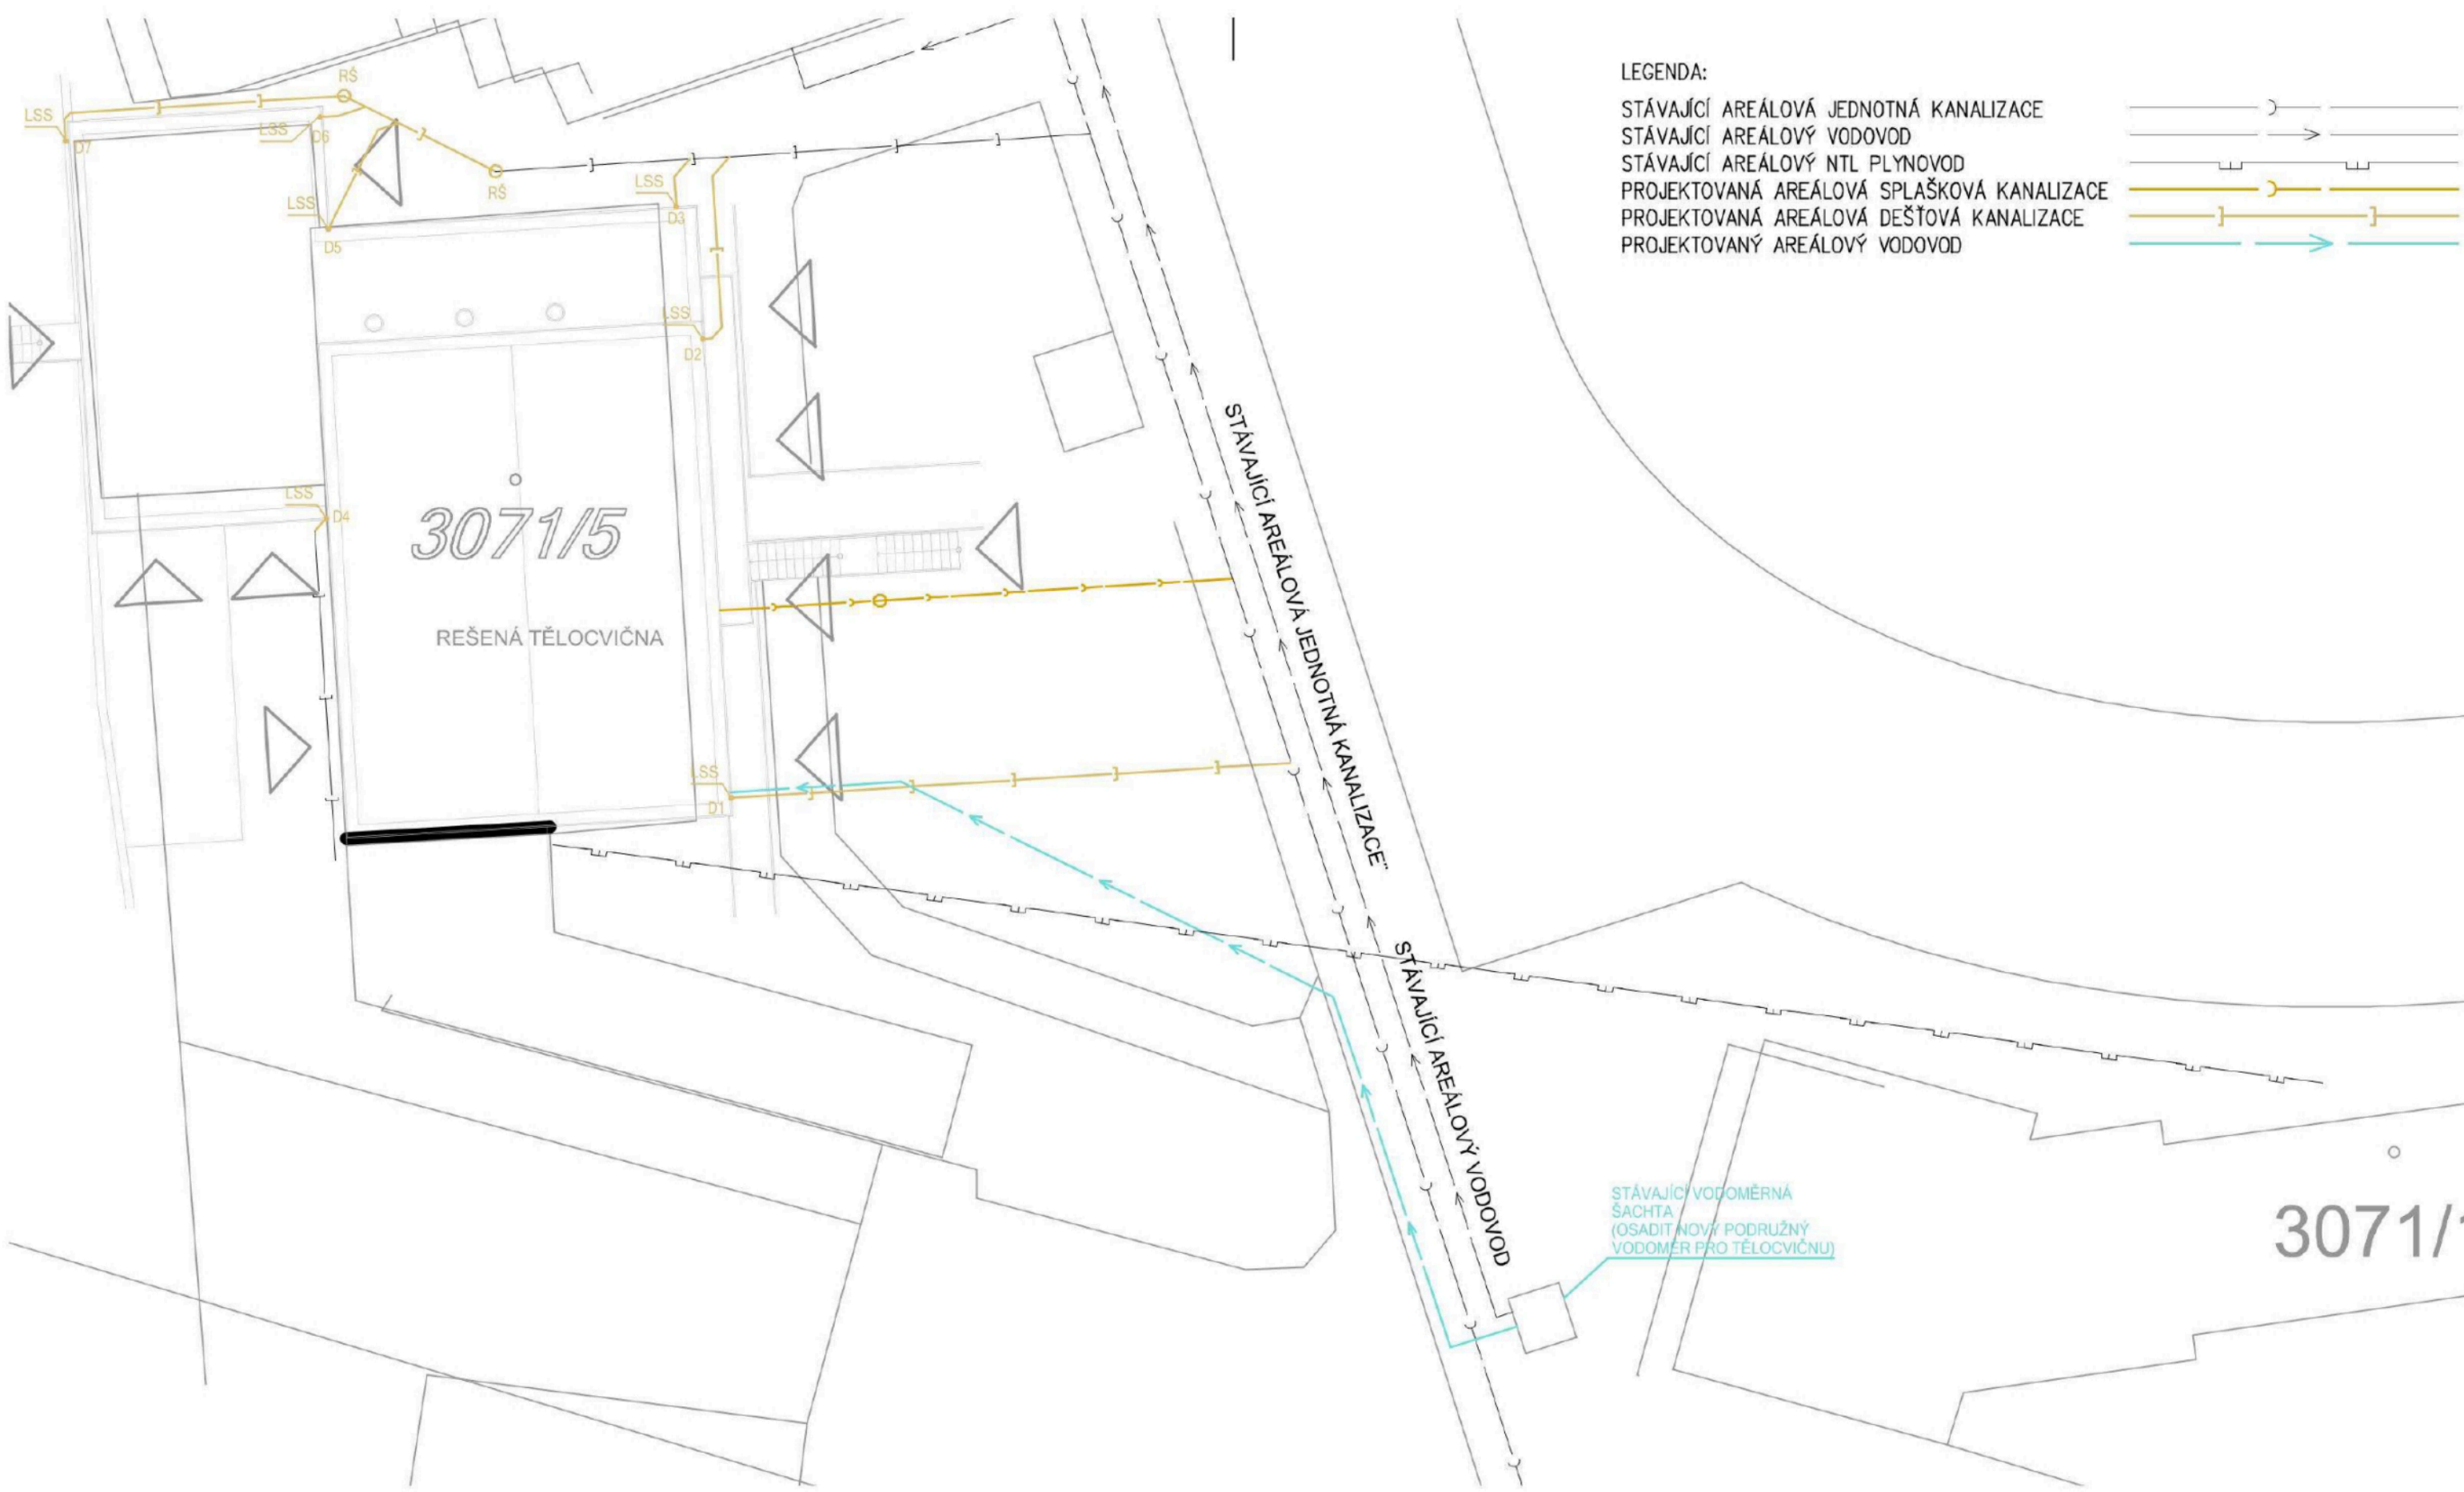 LEGENDA:
STÁVAJÍCÍ AREÁLOVÁ JEDNOTNÁ KANALIZACE
STÁVAJÍCÍ AREÁLOVÝ VODOVOD
STÁVAJÍCÍ AREÁLOVÝ NTL PLYNOVOD
PROJEKTOVANÁ AREÁLOVÁ SPLAŠKOVÁ KANALIZACE
PROJEKTOVANÁ AREÁLOVÁ DEŠŤOVÁ KANALIZACE
PROJEKTOVANÝ AREÁLOVÝ VODOVOD
RŠ
LSS
D7
LSS
D6
RŠ
LSS
D3
LSS
D5
LSS
D2
LSS
D4
3071/5
REŠENÁ TĚLOCVIČNA
LSS
D1
STÁVAJÍCÍ AREÁLOVÁ JEDNOTNÁ KANALIZACE"
STÁVAJÍCÍ AREÁLOVÝ VODOVOD
STÁVAJÍCÍ VODOMĚRNÁ
ŠACHTA
(OSADIT NOVÝ PODRUŽNÝ
VODOMĚR PRO TĚLOCVIČNU)
3071/1